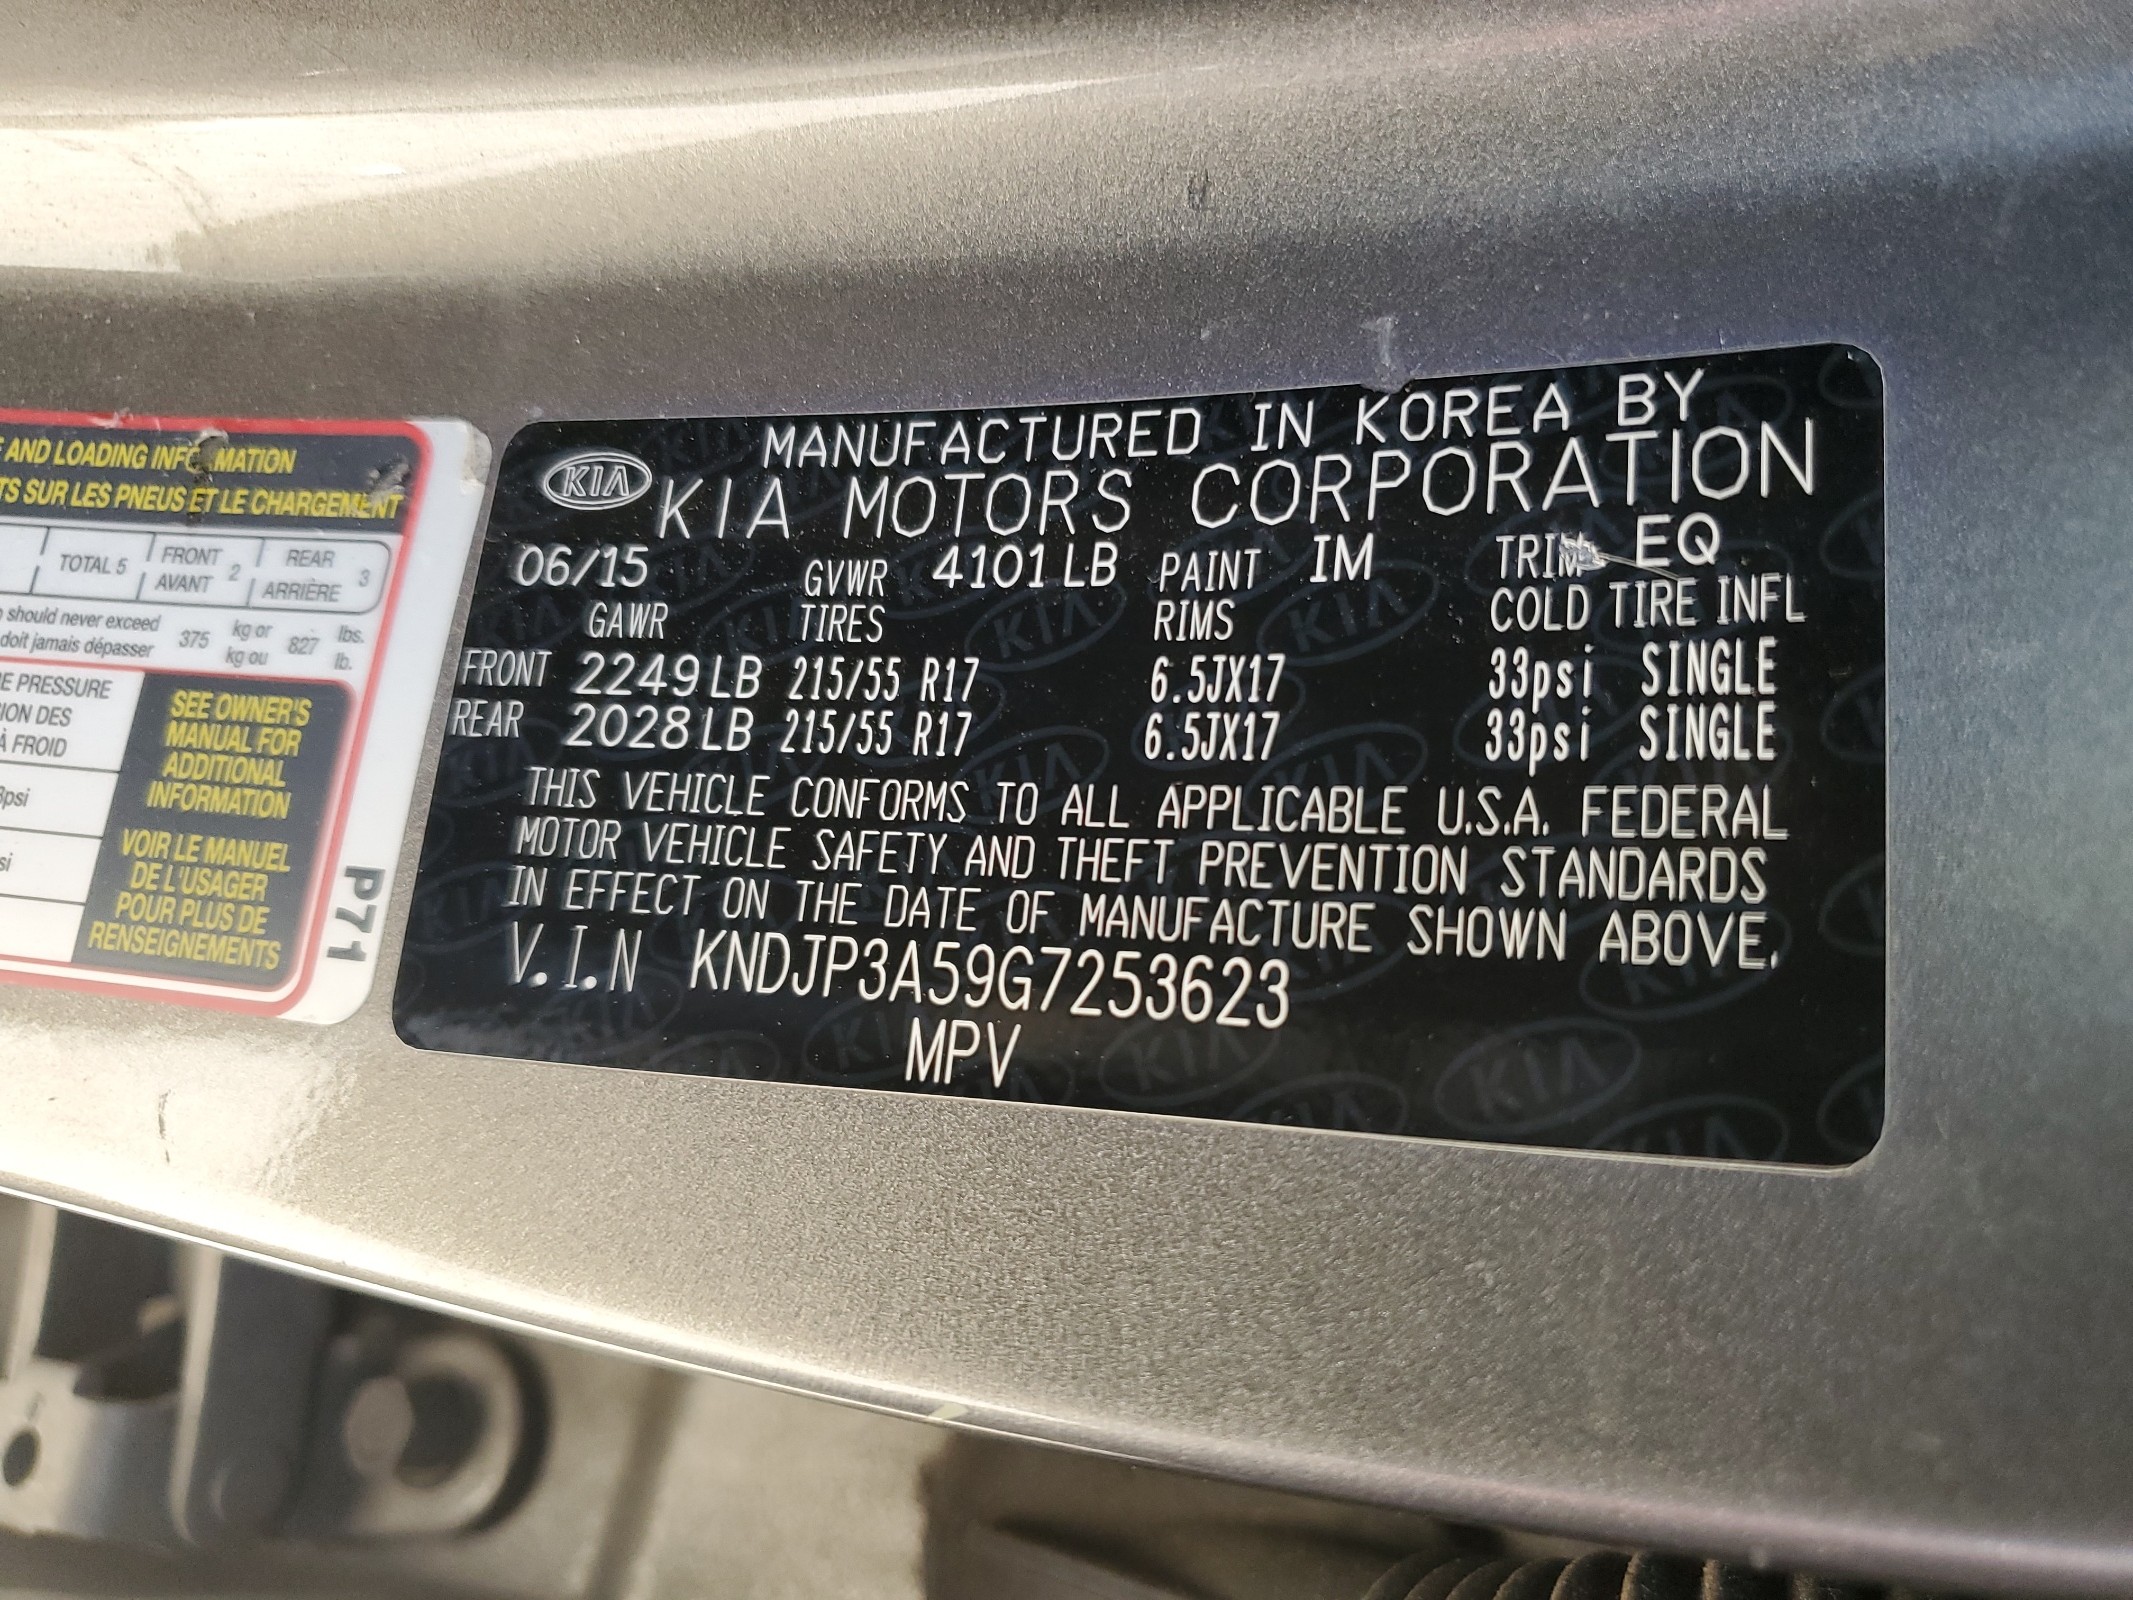 AND LOADING INFORMATION
TS SUR LES PNEUS ET LE CHARGEMENT
TOTAL 5 FRONT 2 REAR 3
AVANT ARRIÈRE
should never exceed 375 kg or 827 lbs.
doit jamais dépasser kg ou lb.
E PRESSURE
ION DES
À FROID
psi
si
SEE OWNER'S
MANUAL FOR
ADDITIONAL
INFORMATION
VOIR LE MANUEL
DE L'USAGER
POUR PLUS DE
RENSEIGNEMENTS
P71
MANUFACTURED IN KOREA BY
KIA KIA MOTORS CORPORATION
06/15 GVWR 4101 LB PAINT IM TRIM EQ
GAWR TIRES RIMS COLD TIRE INFL
FRONT 2249 LB 215/55 R17 6.5JX17 33psi SINGLE
REAR 2028 LB 215/55 R17 6.5JX17 33psi SINGLE
THIS VEHICLE CONFORMS TO ALL APPLICABLE U.S.A. FEDERAL
MOTOR VEHICLE SAFETY AND THEFT PREVENTION STANDARDS
IN EFFECT ON THE DATE OF MANUFACTURE SHOWN ABOVE.
V.I.N KNDJP3A59G7253623
MPV